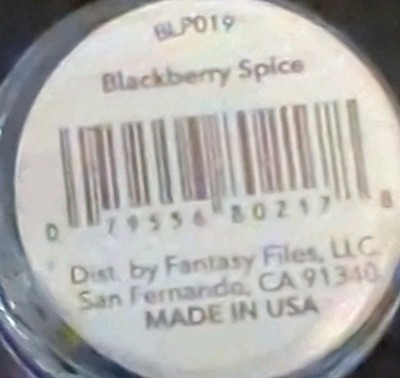 BLP019
Blackberry Spice
0 79556 80217 8
Dist. by Fantasy Files, LLC.
San Fernando, CA 91340
MADE IN USA